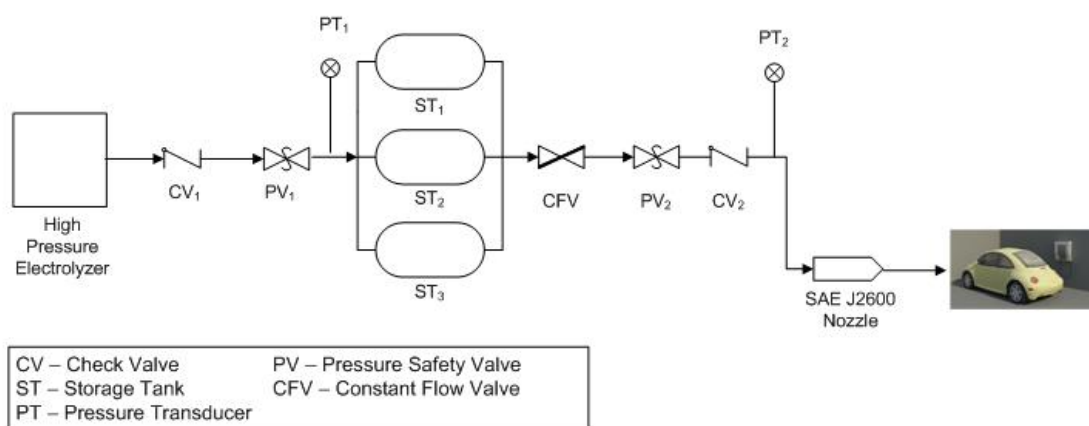 PT₁
PT₂
ST₁
ST₂
ST₃
CV₁
PV₁
CFV
PV₂
CV₂
High
Pressure
Electrolyzer
SAE J2600
Nozzle
CV – Check Valve
PV – Pressure Safety Valve
ST – Storage Tank
CFV – Constant Flow Valve
PT – Pressure Transducer